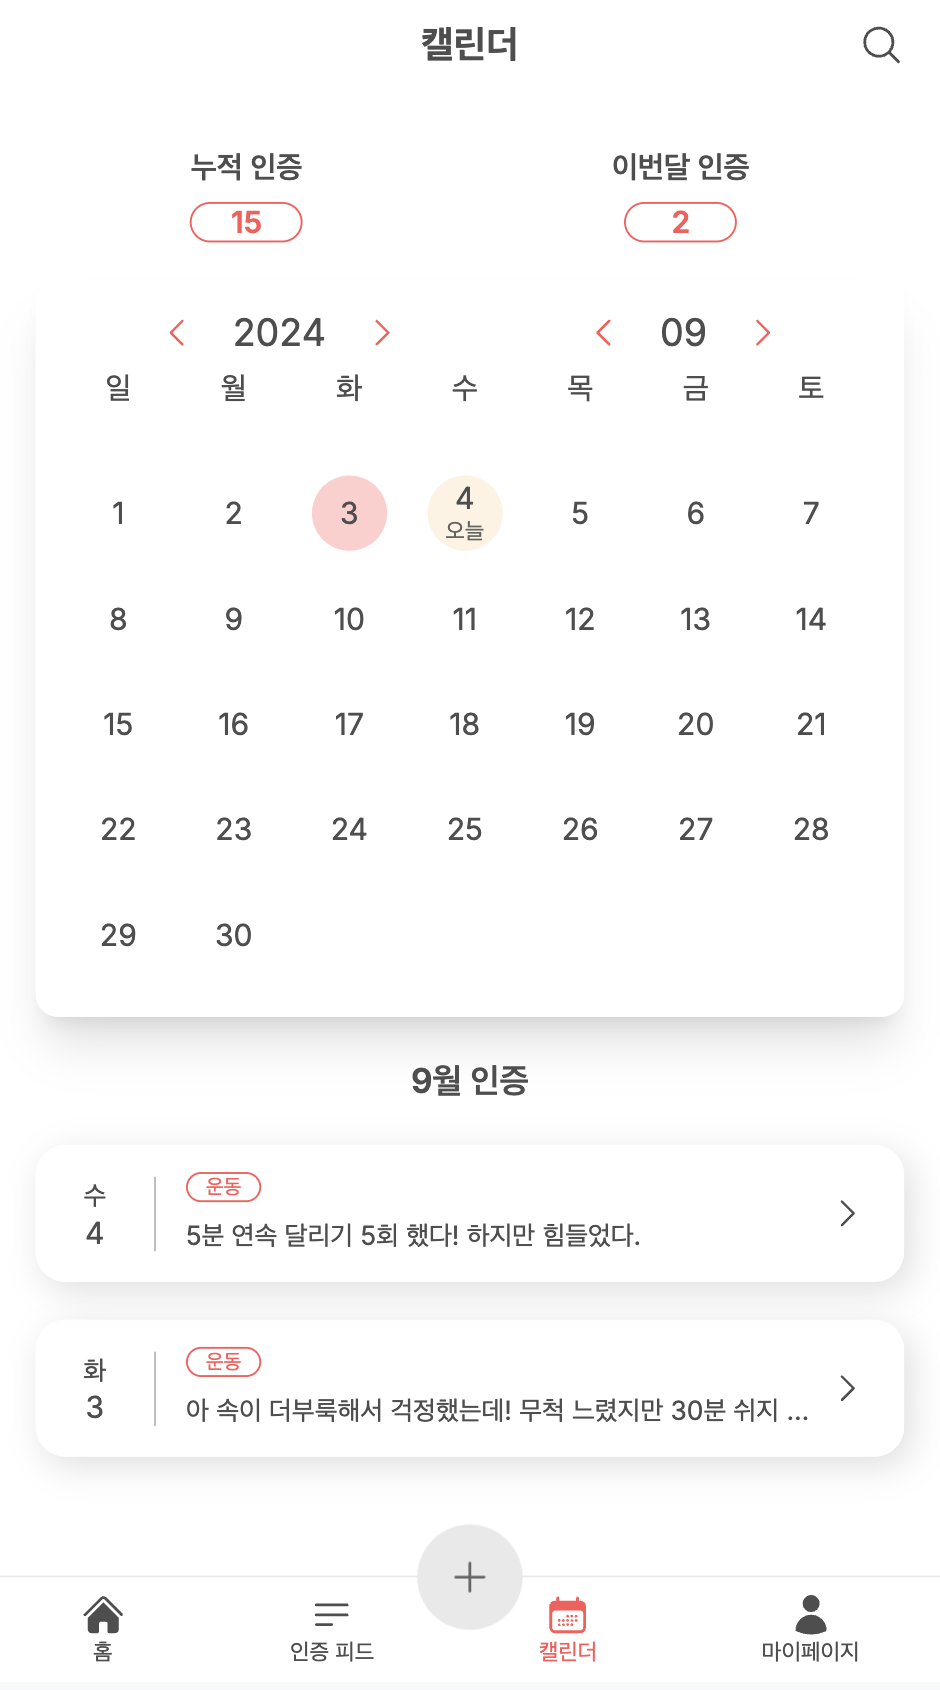 캘린더
누적 인증 이번달 인증
15 2
2024 09
일 월 화 수 목 금 토
1 2 3 4 5 6 7
오늘
8 9 10 11 12 13 14
15 16 17 18 19 20 21
22 23 24 25 26 27 28
29 30
9월 인증
수
4
운동
5분 연속 달리기 5회 했다! 하지만 힘들었다.
화
3
운동
아 속이 더부룩해서 걱정했는데! 무척 느렸지만 30분 쉬지 ...
홈 인증 피드 캘린더 마이페이지